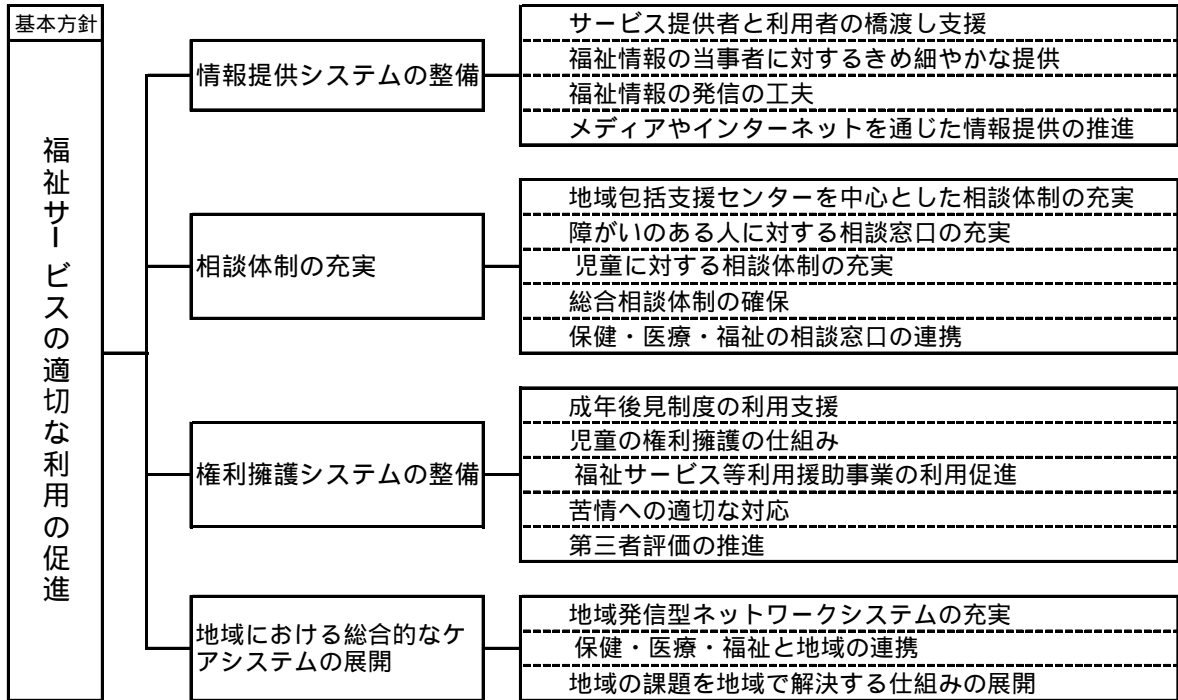 基本方針
福祉サービスの適切な利用の促進
情報提供システムの整備
サービス提供者と利用者の橋渡し支援
福祉情報の当事者に対するきめ細やかな提供
福祉情報の発信の工夫
メディアやインターネットを通じた情報提供の推進
相談体制の充実
地域包括支援センターを中心とした相談体制の充実
障がいのある人に対する相談窓口の充実
児童に対する相談体制の充実
総合相談体制の確保
保健・医療・福祉の相談窓口の連携
権利擁護システムの整備
成年後見制度の利用支援
児童の権利擁護の仕組み
福祉サービス等利用援助事業の利用促進
苦情への適切な対応
第三者評価の推進
地域における総合的なケ
アシステムの展開
地域発信型ネットワークシステムの充実
保健・医療・福祉と地域の連携
地域の課題を地域で解決する仕組みの展開